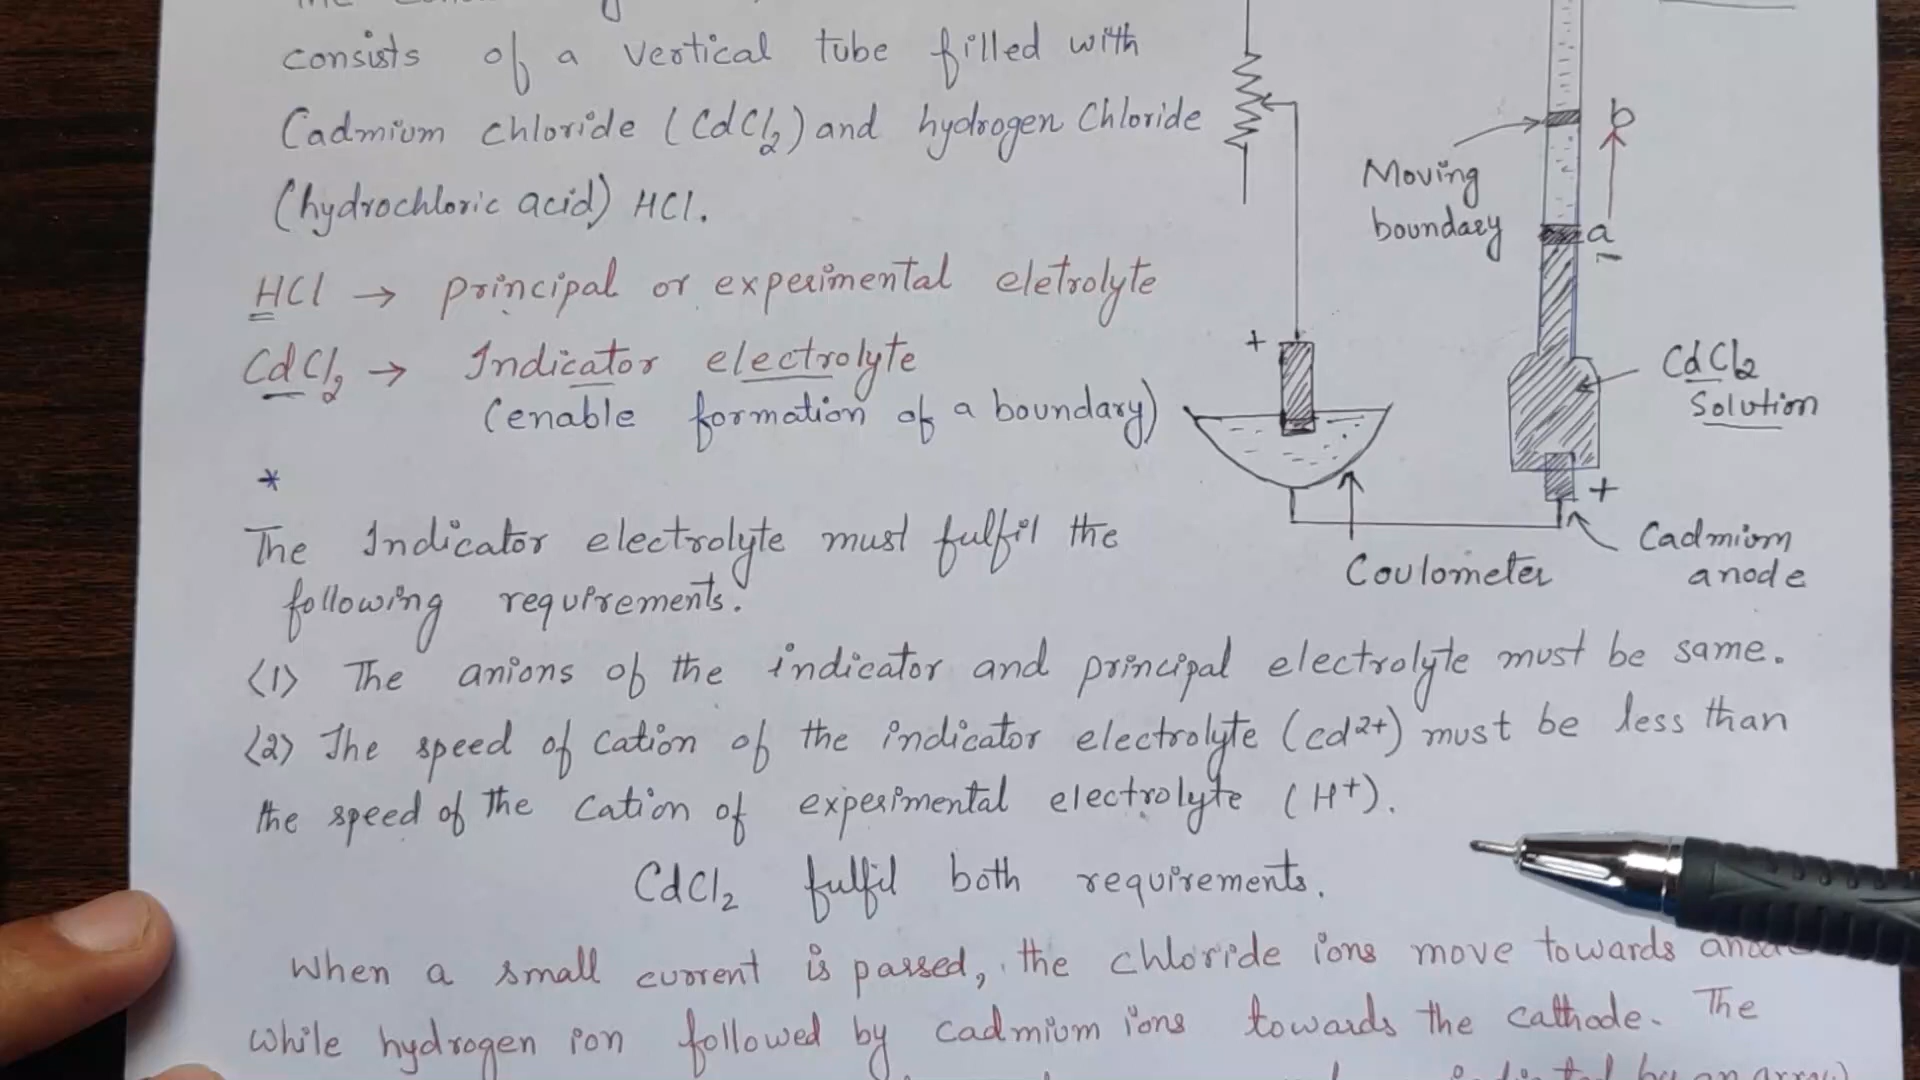 consists of a vertical tube filled with
Cadmium chloride (CdCl2) and hydrogen Chloride
(hydrochloric acid) HCl.
HCl → principal or experimental eletrolyte
CdCl2 → Indicator electrolyte
(enable formation of a boundary)
*
The Indicator electrolyte must fulfil the
following requirements.
(1) The anions of the indicator and principal electrolyte must be same.
(2) The speed of cation of the indicator electrolyte (cd2+) must be less than
the speed of the cation of experimental electrolyte (H+).
CdCl2 fulfil both requirements.
When a small current is passed, the chloride ions move towards
while hydrogen ion followed by cadmium ions towards the cathode. The
by an arrow)
b
Moving
boundary
a
+
CdCl2
Solution
+
Cadmium
anode
Coulometer